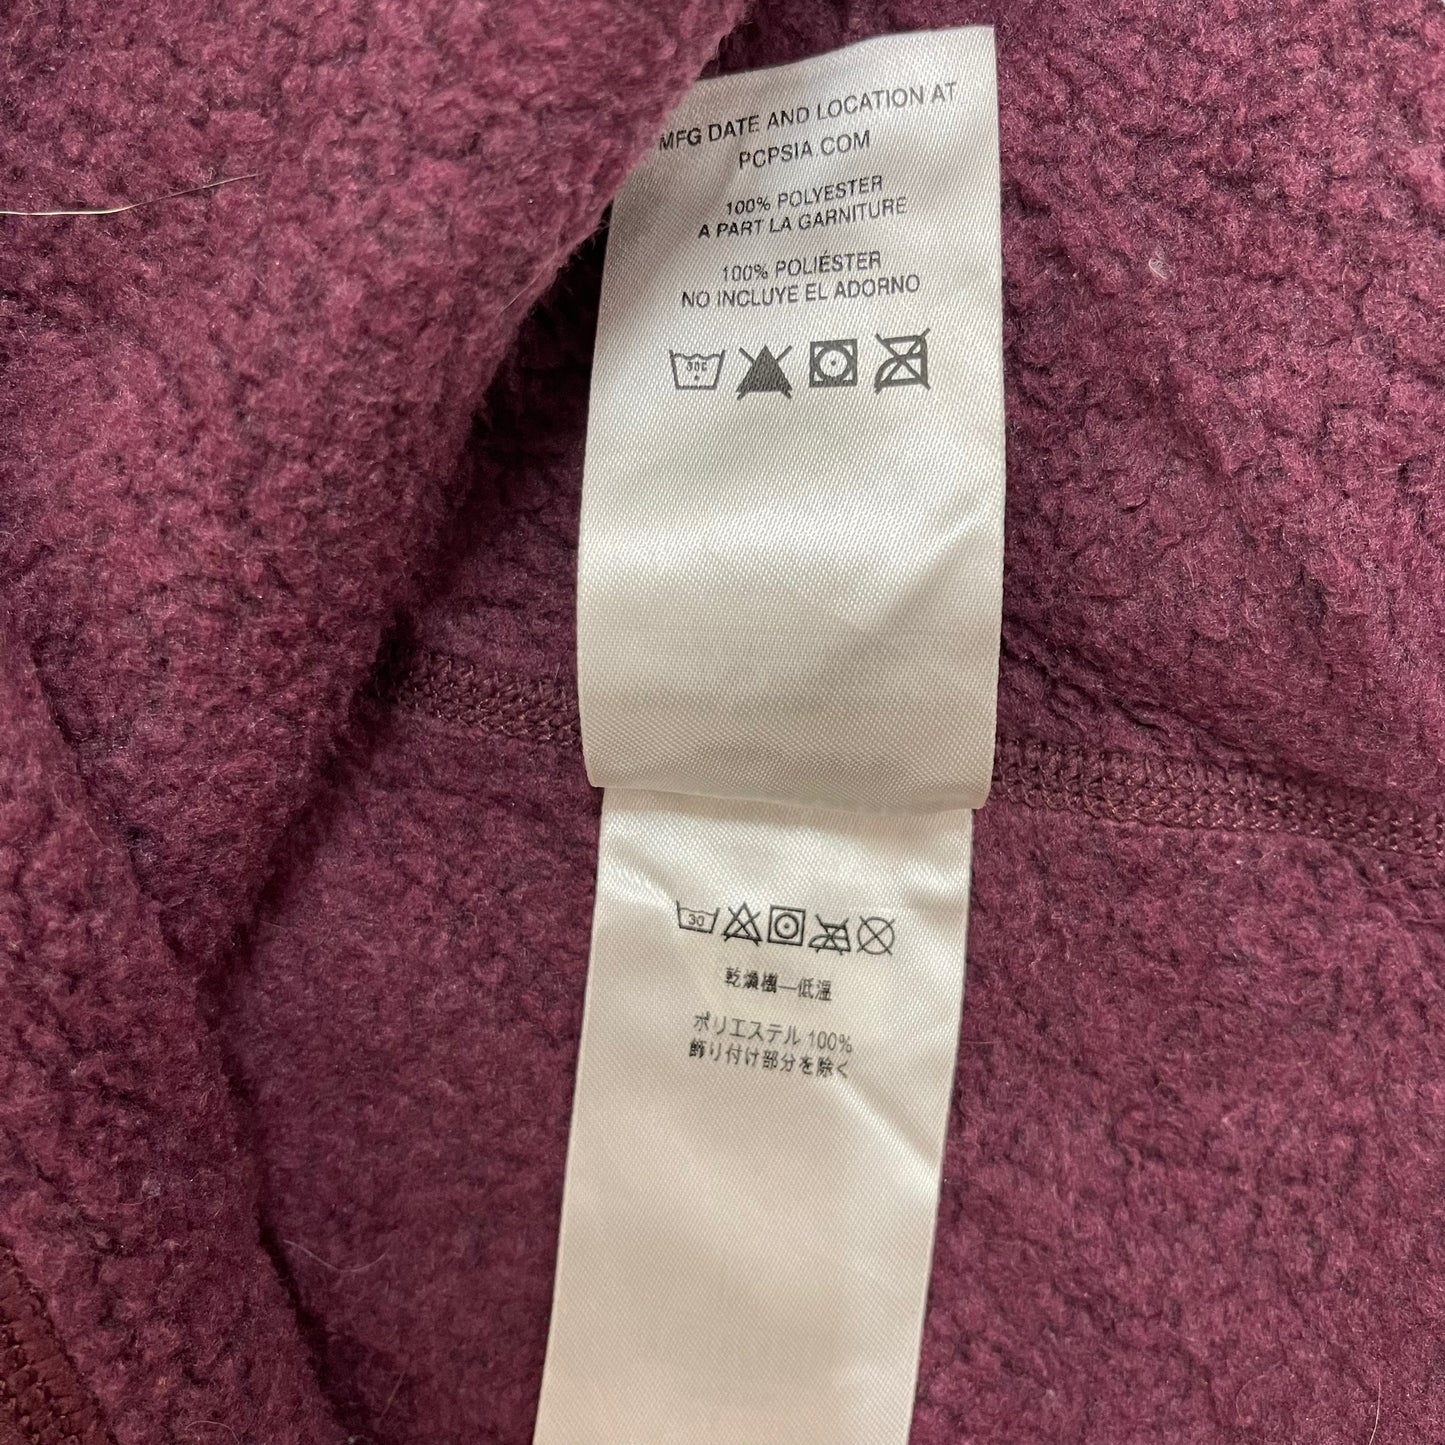 MFG DATE AND LOCATION AT
PCPSIA.COM
100% POLYESTER
A PART LA GARNITURE
100% POLIÉSTER
NO INCLUYE EL ADORNO
30C
30
乾燥機—低温
ポリエステル 100%
飾り付け部分を除く